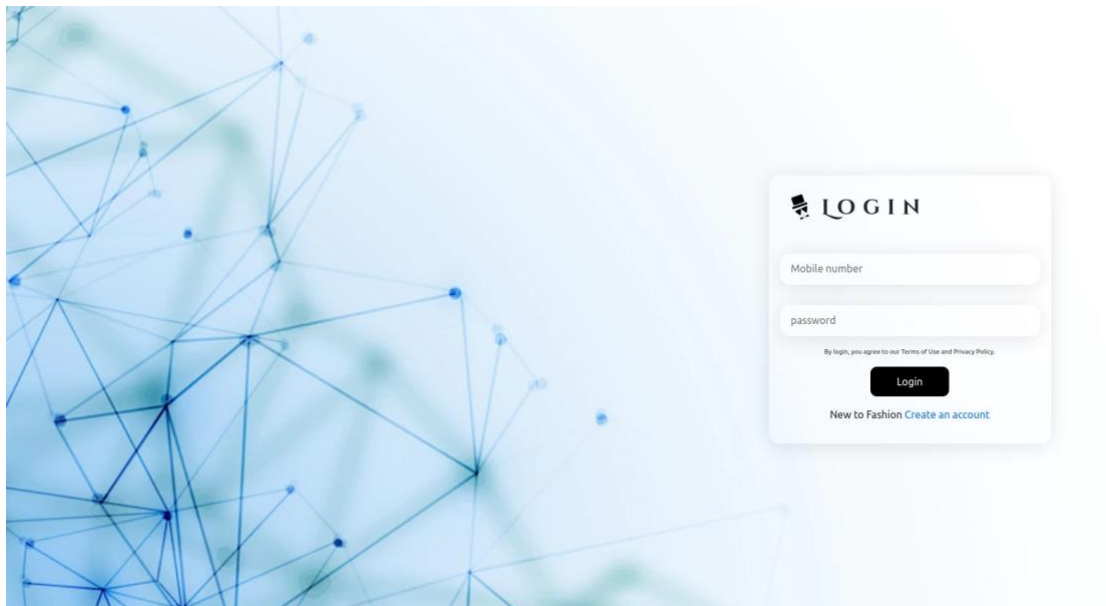 LOGIN
Mobile number
password
By login, you agree to our Terms of Use and Privacy Policy.
Login
New to Fashion Create an account